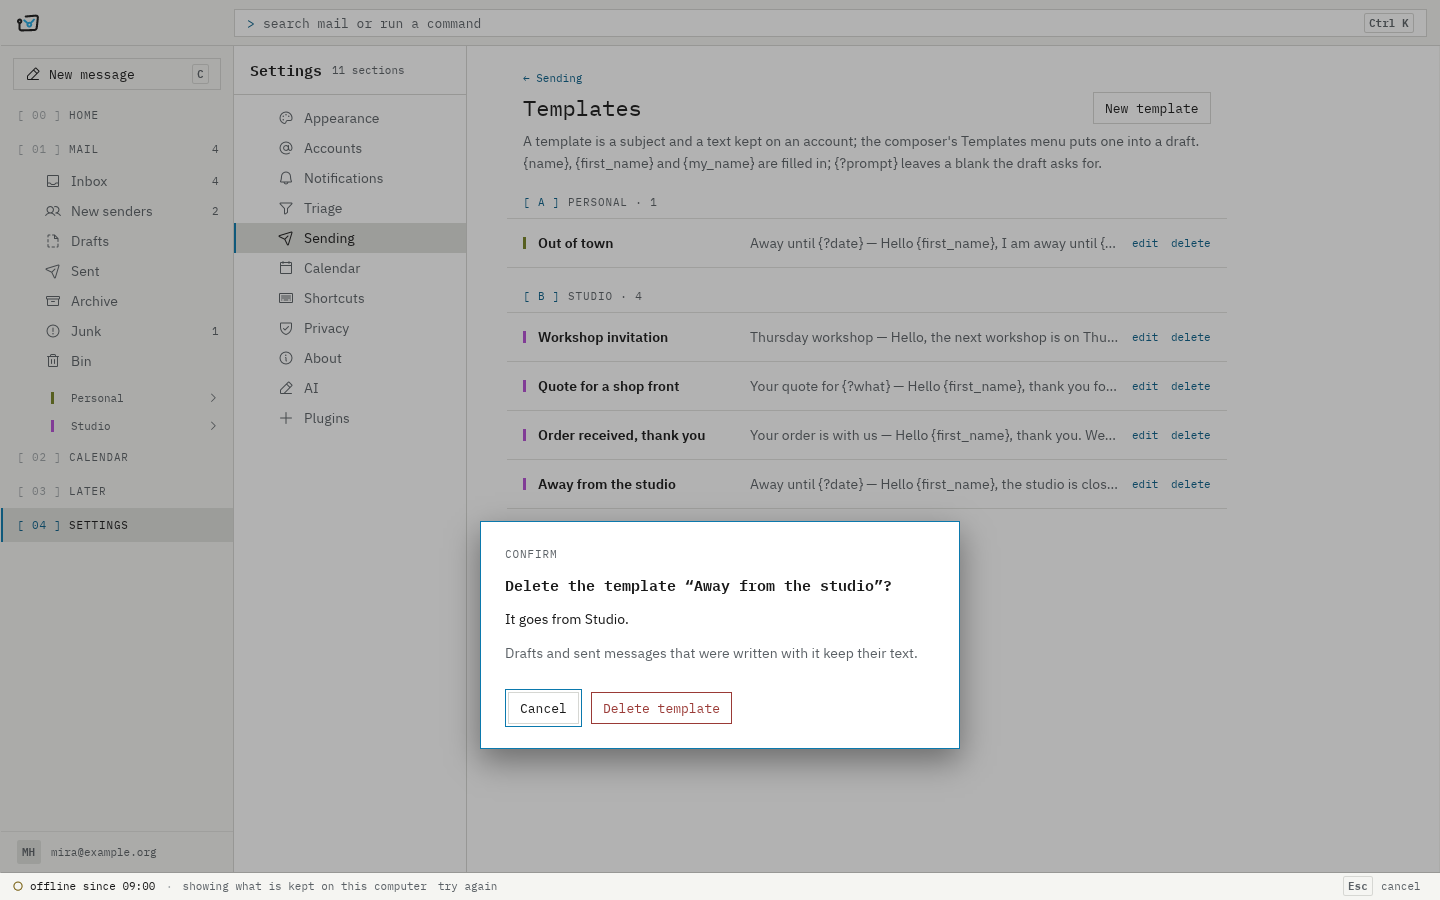 > search mail or run a command
Ctrl K
New message
C
[ 00 ] HOME
[ 01 ] MAIL 4
Inbox 4
New senders 2
Drafts
Sent
Archive
Junk 1
Bin
Personal
Studio
[ 02 ] CALENDAR
[ 03 ] LATER
[ 04 ] SETTINGS
MH mira@example.org
Settings 11 sections
Appearance
Accounts
Notifications
Triage
Sending
Calendar
Shortcuts
Privacy
About
AI
Plugins
← Sending
Templates
New template
A template is a subject and a text kept on an account; the composer's Templates menu puts one into a draft.
{name}, {first_name} and {my_name} are filled in; {?prompt} leaves a blank the draft asks for.
[ A ] PERSONAL · 1
Out of town Away until {?date} — Hello {first_name}, I am away until {... edit delete
[ B ] STUDIO · 4
Workshop invitation Thursday workshop — Hello, the next workshop is on Thu... edit delete
Quote for a shop front Your quote for {?what} — Hello {first_name}, thank you fo... edit delete
Order received, thank you Your order is with us — Hello {first_name}, thank you. We... edit delete
Away from the studio Away until {?date} — Hello {first_name}, the studio is clos... edit delete
CONFIRM
Delete the template “Away from the studio”?
It goes from Studio.
Drafts and sent messages that were written with it keep their text.
Cancel
Delete template
offline since 09:00 · showing what is kept on this computer try again
Esc cancel